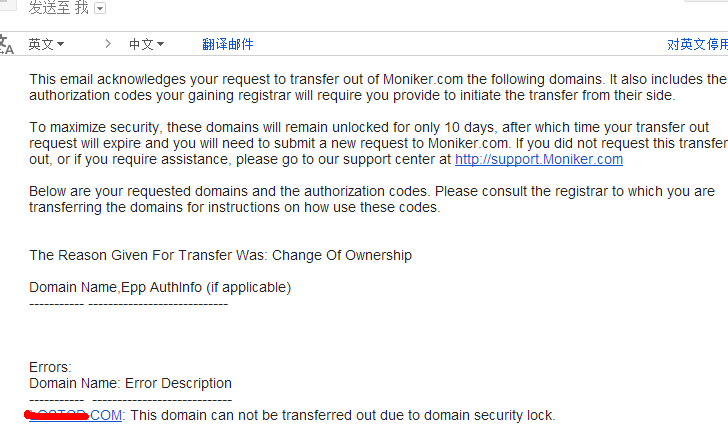 发送至 我
英文 > 中文 翻译邮件 对英文停用
This email acknowledges your request to transfer out of Moniker.com the following domains. It also includes the
authorization codes your gaining registrar will require you provide to initiate the transfer from their side.
To maximize security, these domains will remain unlocked for only 10 days, after which time your transfer out
request will expire and you will need to submit a new request to Moniker.com. If you did not request this transfer
out, or if you require assistance, please go to our support center at http://support.Moniker.com
Below are your requested domains and the authorization codes. Please consult the registrar to which you are
transferring the domains for instructions on how use these codes.
The Reason Given For Transfer Was: Change Of Ownership
Domain Name,Epp AuthInfo (if applicable)
----------- ----------------------------
Errors:
Domain Name: Error Description
----------- ----------------------------
.COM: This domain can not be transferred out due to domain security lock.